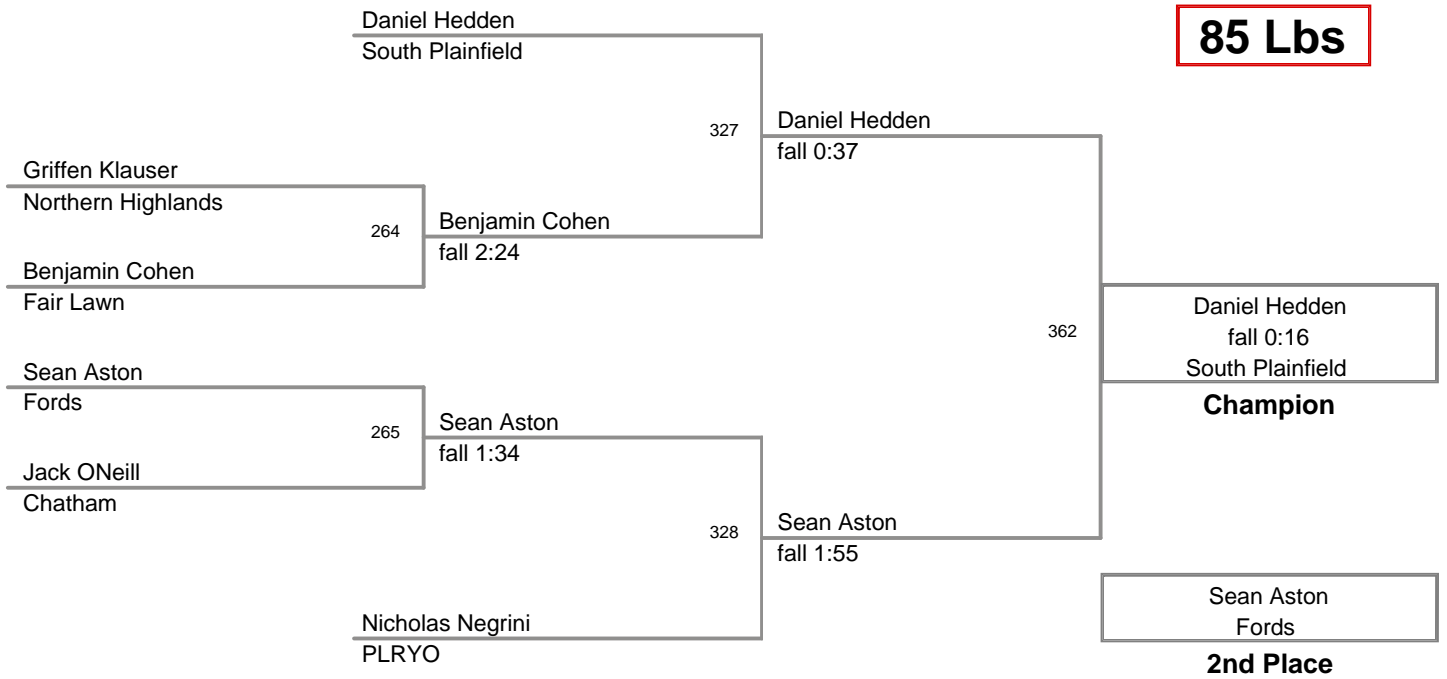 Daniel Hedden
South Plainfield
85 Lbs
327
Daniel Hedden
fall 0:37
Griffen Klauser
Northern Highlands
264
Benjamin Cohen
fall 2:24
Benjamin Cohen
Fair Lawn
362
Daniel Hedden
fall 0:16
South Plainfield
Champion
Sean Aston
Fords
265
Sean Aston
fall 1:34
Jack ONeill
Chatham
328
Sean Aston
fall 1:55
Nicholas Negrini
PLRYO
Sean Aston
Fords
2nd Place